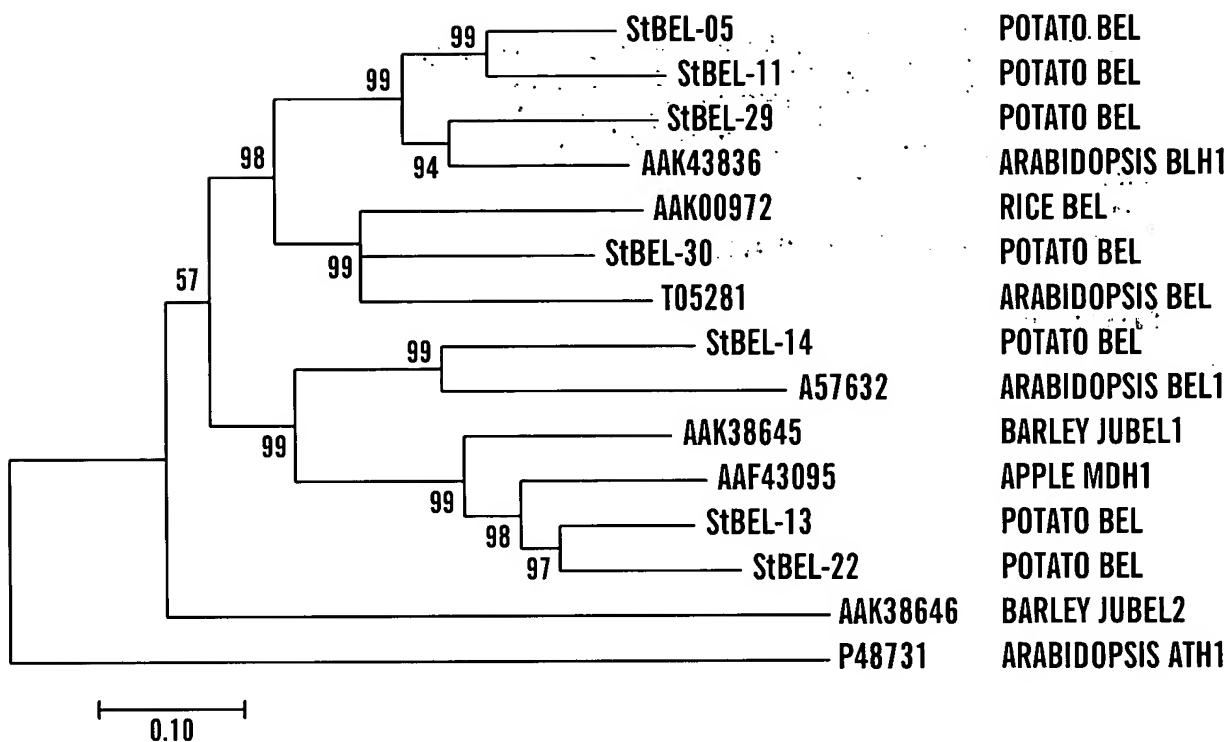 99 StBEL-05 POTATO BEL
StBEL-11 POTATO BEL
99
StBEL-29 POTATO BEL
94 AAK43836 ARABIDOPSIS BLH1
98
AAK00972 RICE BEL
StBEL-30 POTATO BEL
99
T05281 ARABIDOPSIS BEL
57
StBEL-14 POTATO BEL
99
A57632 ARABIDOPSIS BEL1
99
AAK38645 BARLEY JUBEL1
AAF43095 APPLE MDH1
99
StBEL-13 POTATO BEL
98
97 StBEL-22 POTATO BEL
AAK38646 BARLEY JUBEL2
P48731 ARABIDOPSIS ATH1
0.10